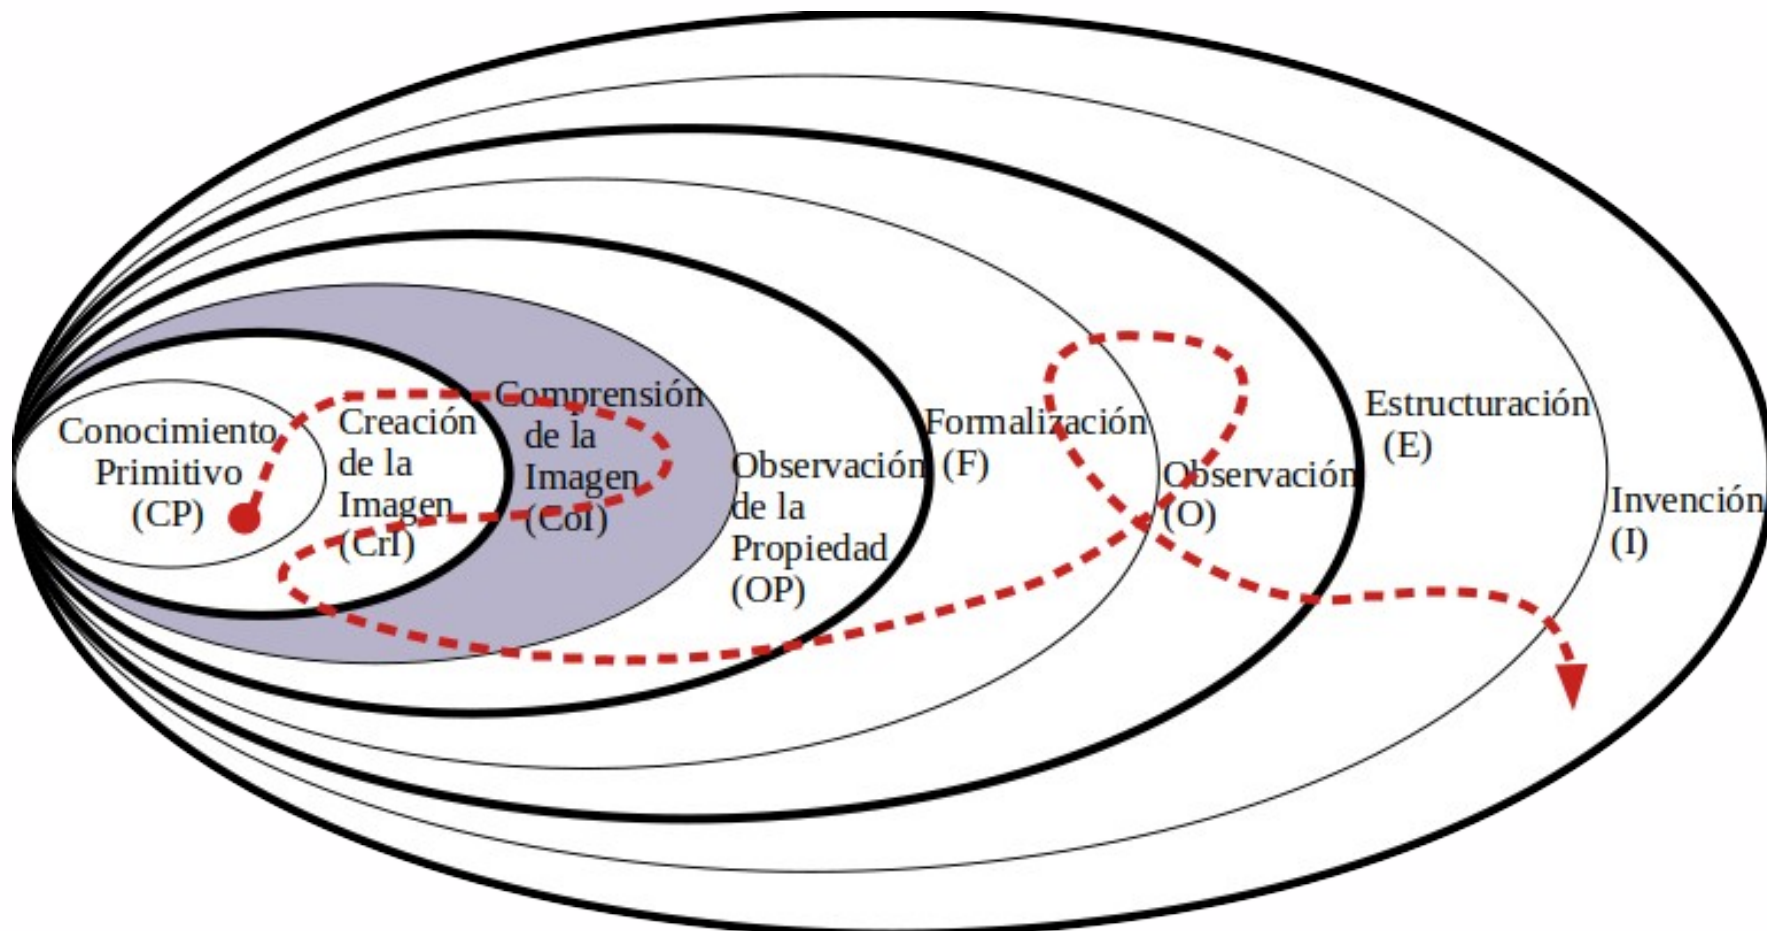 Conocimiento
Primitivo
(CP)
Creación
de la
Imagen
(CrI)
Comprensión
de la
Imagen
(CoI)
Observación
de la
Propiedad
(OP)
Formalización
(F)
Observación
(O)
Estructuración
(E)
Invención
(I)